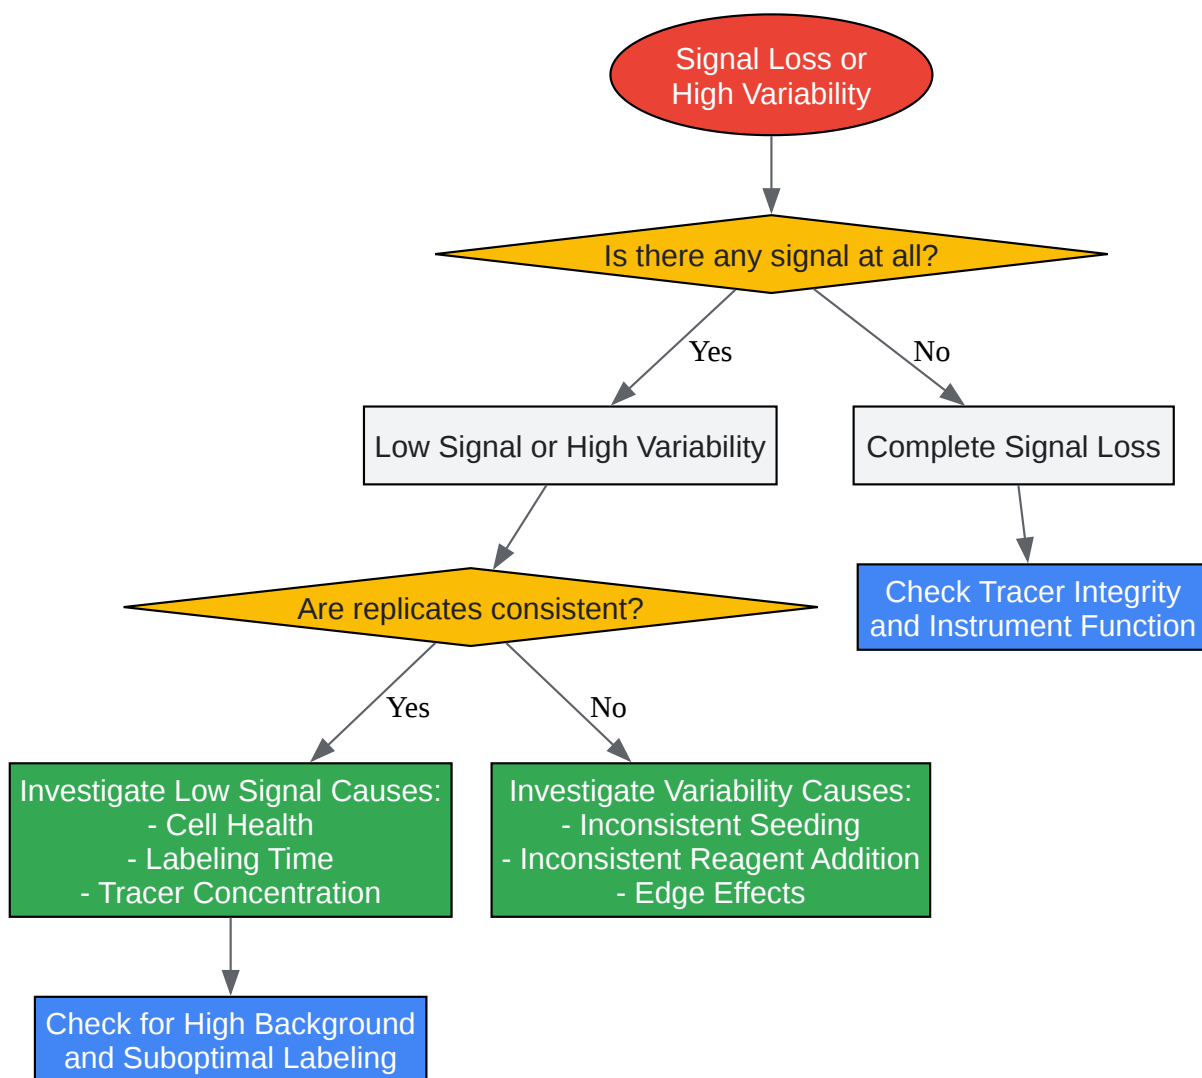 Signal Loss or
High Variability
Is there any signal at all?
Yes
No
Low Signal or High Variability
Complete Signal Loss
Check Tracer Integrity
and Instrument Function
Are replicates consistent?
Yes
No
Investigate Low Signal Causes:
- Cell Health
- Labeling Time
- Tracer Concentration
Investigate Variability Causes:
- Inconsistent Seeding
- Inconsistent Reagent Addition
- Edge Effects
Check for High Background
and Suboptimal Labeling